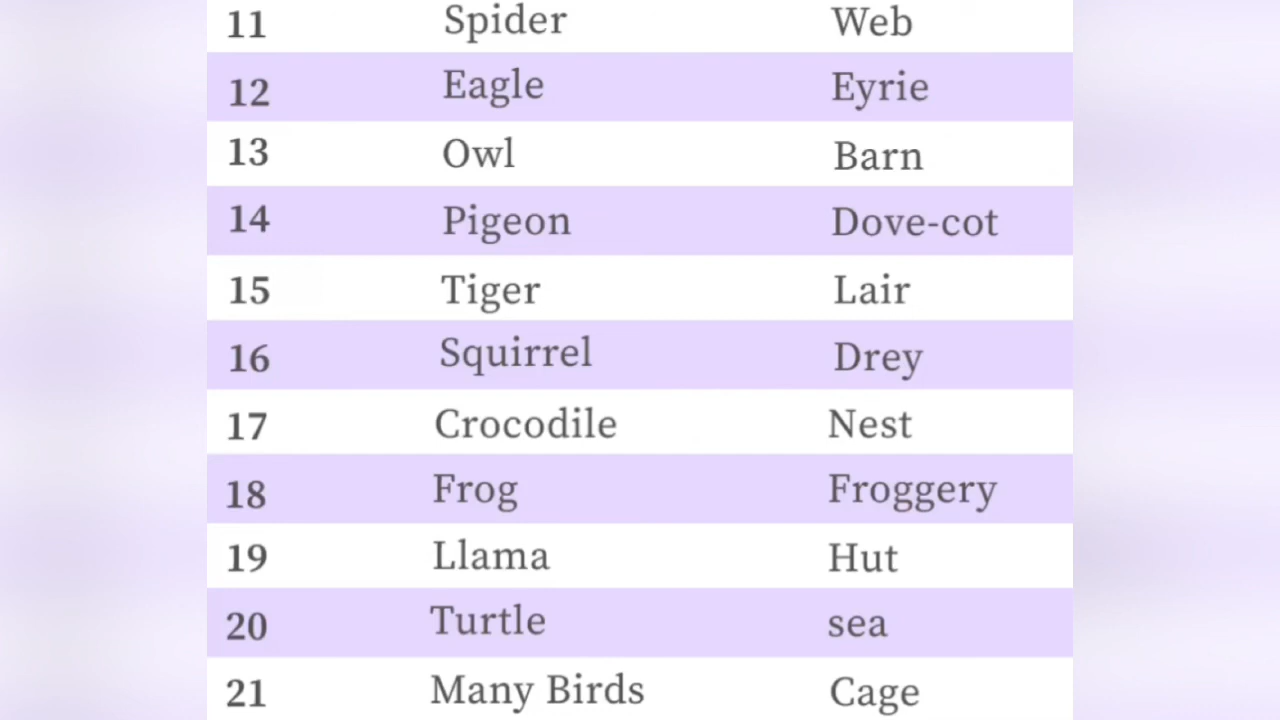 11 Spider Web
12 Eagle Eyrie
13 Owl Barn
14 Pigeon Dove-cot
15 Tiger Lair
16 Squirrel Drey
17 Crocodile Nest
18 Frog Froggery
19 Llama Hut
20 Turtle sea
21 Many Birds Cage